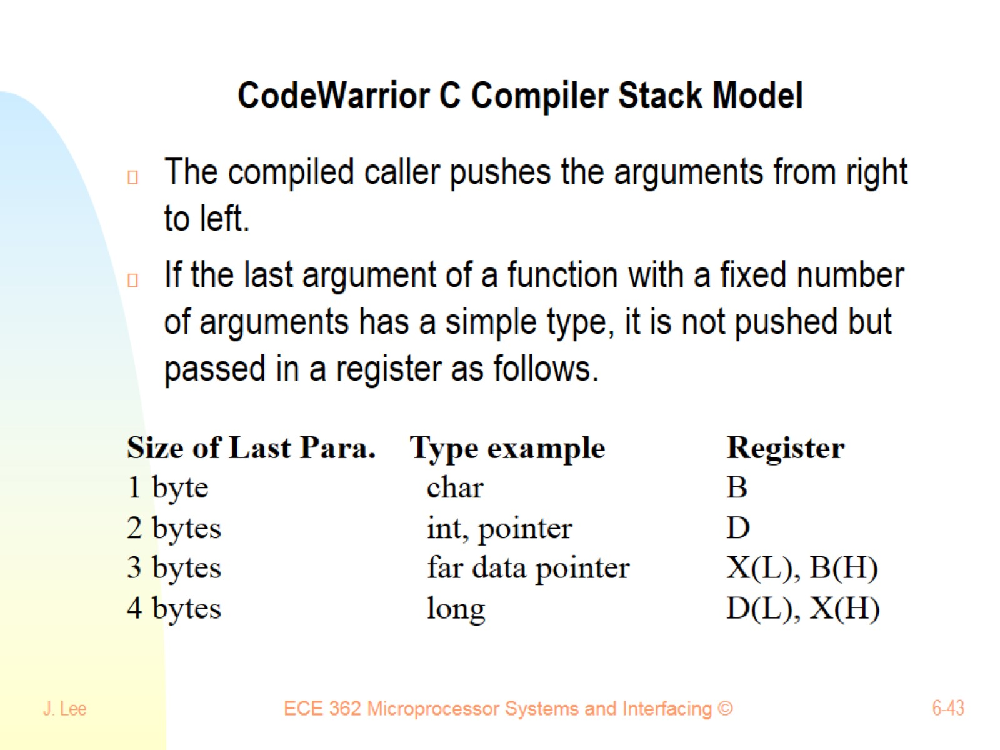 CodeWarrior C Compiler Stack Model
The compiled caller pushes the arguments from right
to left.
If the last argument of a function with a fixed number
of arguments has a simple type, it is not pushed but
passed in a register as follows.
Size of Last Para. Type example Register
1 byte char B
2 bytes int, pointer D
3 bytes far data pointer X(L), B(H)
4 bytes long D(L), X(H)
J. Lee ECE 362 Microprocessor Systems and Interfacing © 6-43